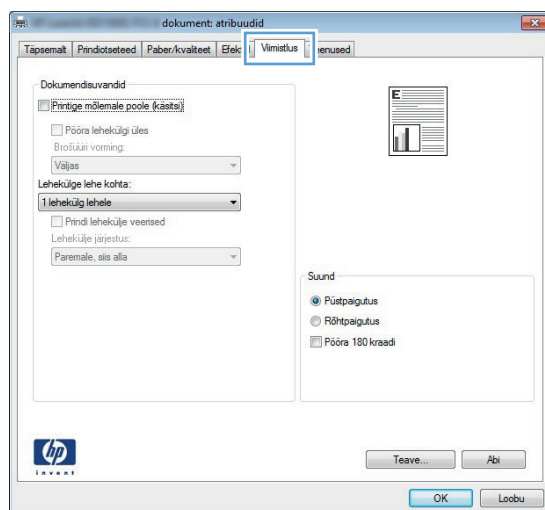 dokument: atribuudid
Täpsemalt Prindiotseteed Paber/kvaliteet Viimistlus
Dokumendisuvandid
Printige mõlemale poole (käsitsi)
Pööra lehekülgi üles
Brošüüri vorming:
Väljas
Lehekülge lehe kohta:
1 lehekülg lehele
Prindi lehekülje veerised
Lehekülje järjestus:
Paremale, siis alla
E
Suund
Püstpaigutus
Rõhtpaigutus
Pööra 180 kraadi
hp
invent
Teave... Abi
OK Loobu